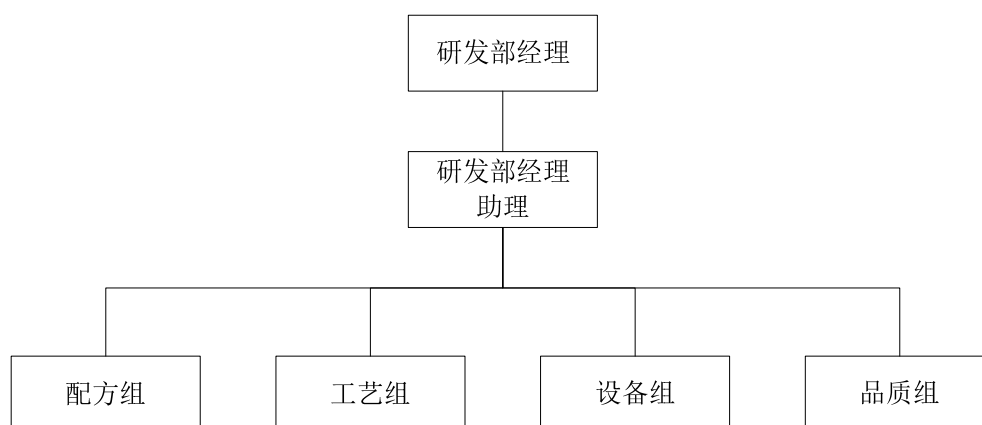 研发部经理
研发部经理
助理
配方组
工艺组
设备组
品质组